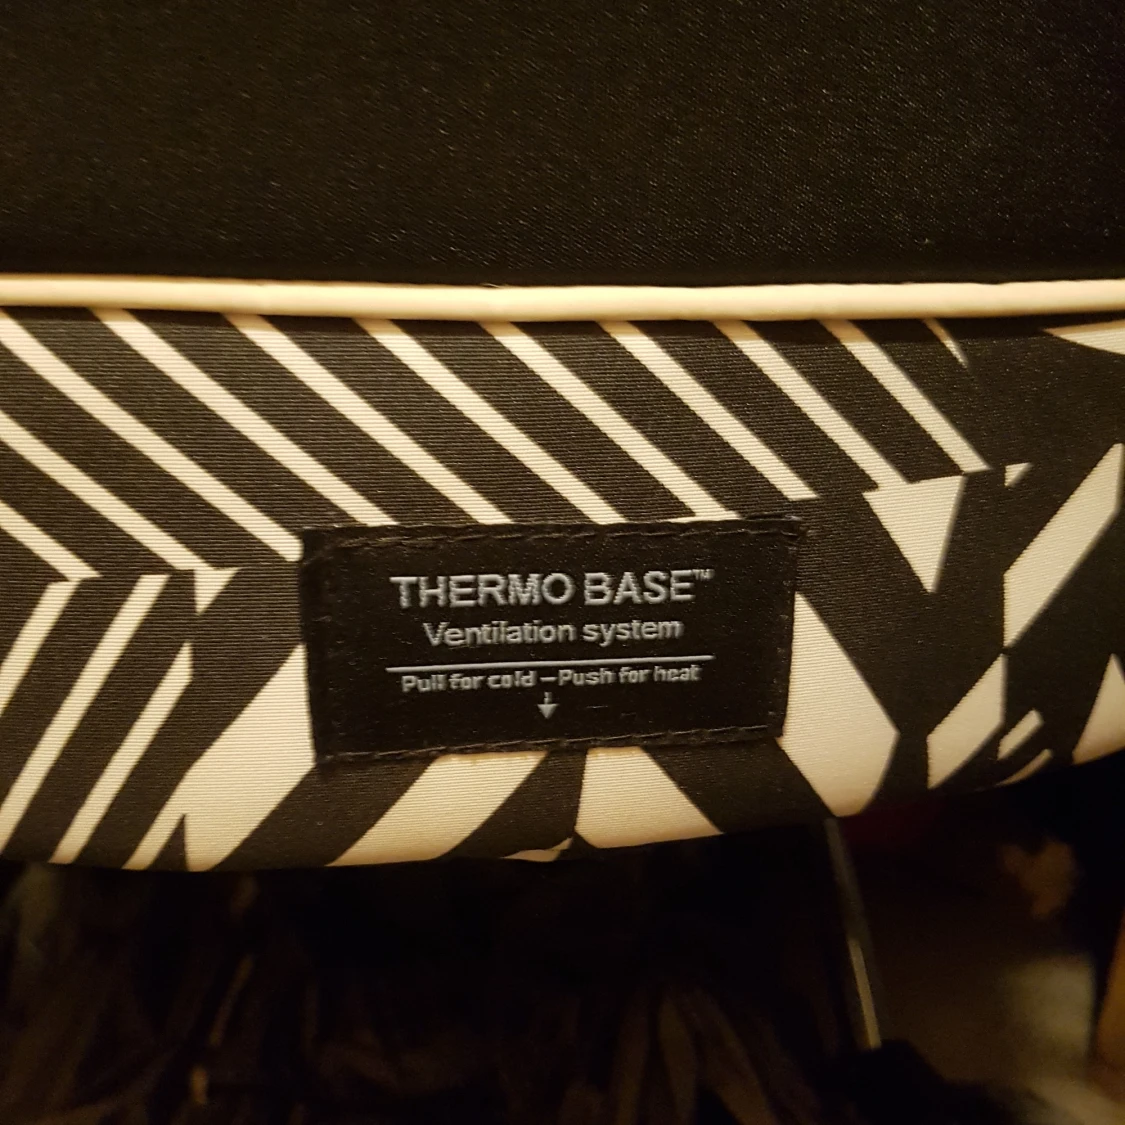 THERMO BASE™
Ventilation system
Pull for cold – Push for heat